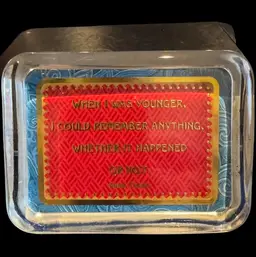 WHEN I WAS YOUNGER,
I COULD REMEMBER ANYTHING,
WHETHER IT HAPPENED
OR NOT